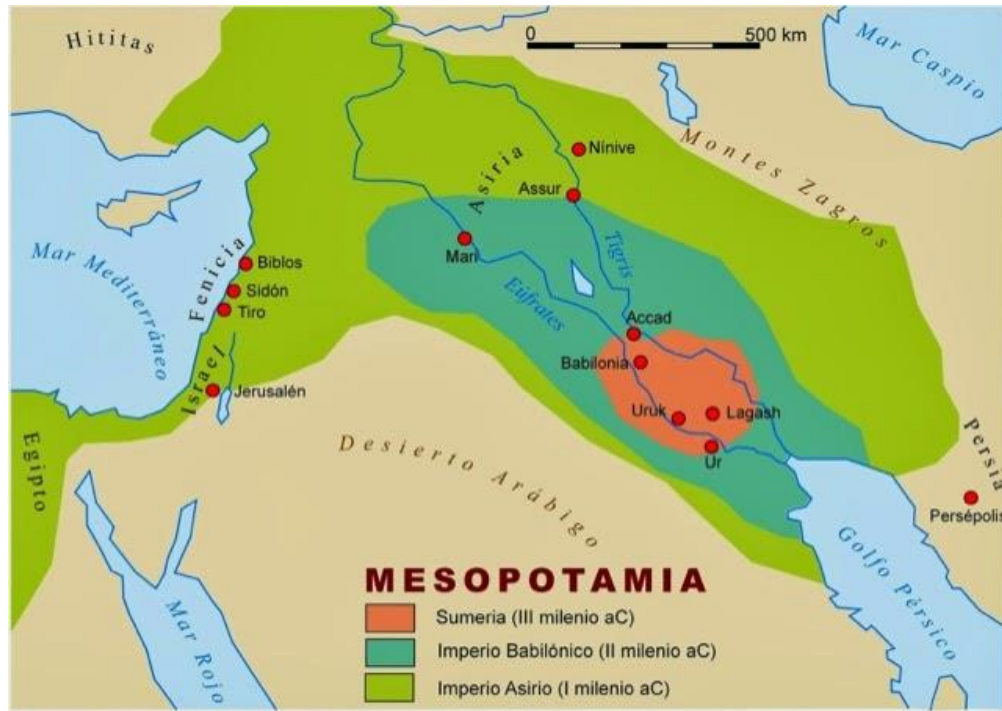 Hititas
0 500 km
Mar Caspio
Montes Zagros
Nínive
Asiria
Assur
Tigris
Mari
Eúfrates
Mar Mediterráneo
Fenicia
Biblos
Sidón
Tiro
Israel
Jerusalén
Accad
Babilonia
Uruk
Lagash
Ur
Egipto
Desierto Arábigo
Persia
Persépolis
Golfo Pérsico
Mar Rojo
MESOPOTAMIA
Sumeria (III milenio aC)
Imperio Babilónico (II milenio aC)
Imperio Asirio (I milenio aC)